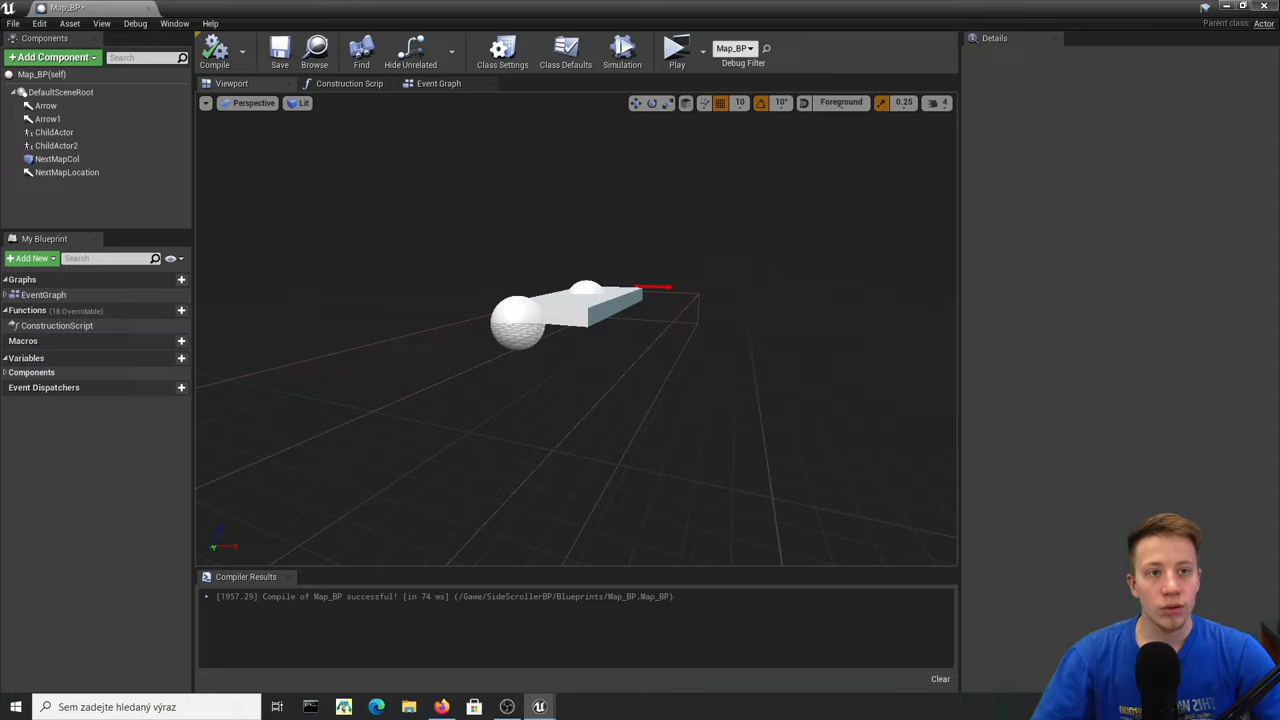 Map_BP*
File Edit Asset View Debug Window Help
Parent class: Actor
Components
Details
+Add Component
Search
Map_BP(self)
DefaultSceneRoot
Arrow
Arrow1
ChildActor
ChildActor2
NextMapCol
NextMapLocation
Compile
Save
Browse
Find
Hide Unrelated
Class Settings
Class Defaults
Simulation
Play
Map_BP
Debug Filter
Viewport
Construction Scrip
Event Graph
Perspective
Lit
10
10°
Foreground
0.25
4
My Blueprint
+Add New
Search
Graphs
EventGraph
Functions (18 Overridable)
ConstructionScript
Macros
Variables
Components
Event Dispatchers
Compiler Results
[1957.29] Compile of Map_BP successful! [in 74 ms] (/Game/SideScrollerBP/Blueprints/Map_BP.Map_BP)
Clear
Sem zadejte hledaný výraz